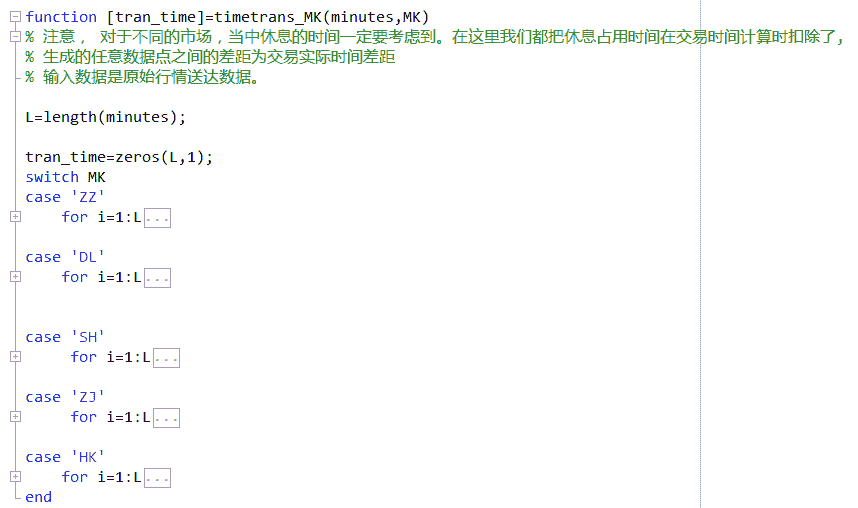 function [tran_time]=timetrans_MK(minutes,MK)
% 注意， 对于不同的市场，当中休息的时间一定要考虑到。在这里我们都把休息占用时间在交易时间计算时扣除了，
% 生成的任意数据点之间的差距为交易实际时间差距
% 输入数据是原始行情送达数据。
L=length(minutes);
tran_time=zeros(L,1);
switch MK
case 'ZZ'
for i=1:L...
case 'DL'
for i=1:L...
case 'SH'
for i=1:L...
case 'ZJ'
for i=1:L...
case 'HK'
for i=1:L...
end